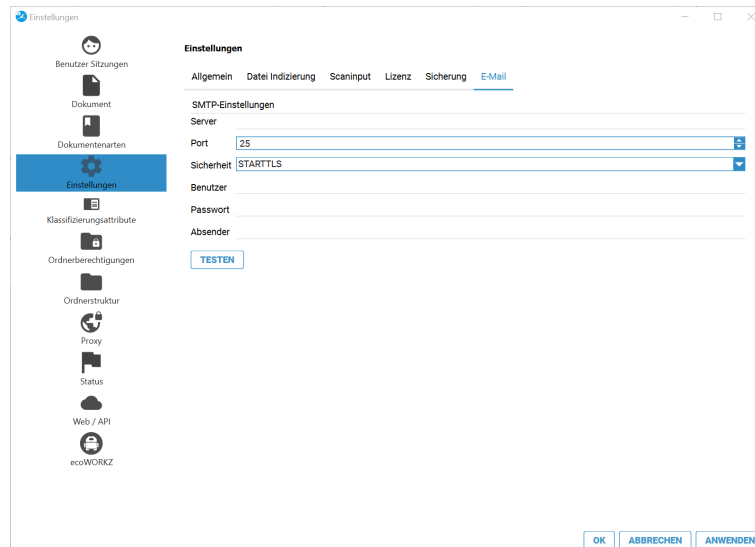 Einstellungen
Benutzer Sitzungen
Dokument
Dokumentenarten
Einstellungen
Klassifizierungsattribute
Ordnerberechtigungen
Ordnerstruktur
Proxy
Status
Web / API
ecoWORKZ
Einstellungen
Allgemein Datei Indizierung Scaninput Lizenz Sicherung E-Mail
SMTP-Einstellungen
Server
Port 25
Sicherheit STARTTLS
Benutzer
Passwort
Absender
TESTEN
OK ABBRECHEN ANWENDEN